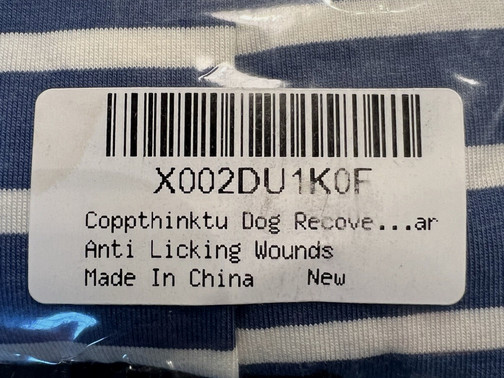 X002DU1K0F
Coppthinktu Dog Recove...ar
Anti Licking Wounds
Made In China New